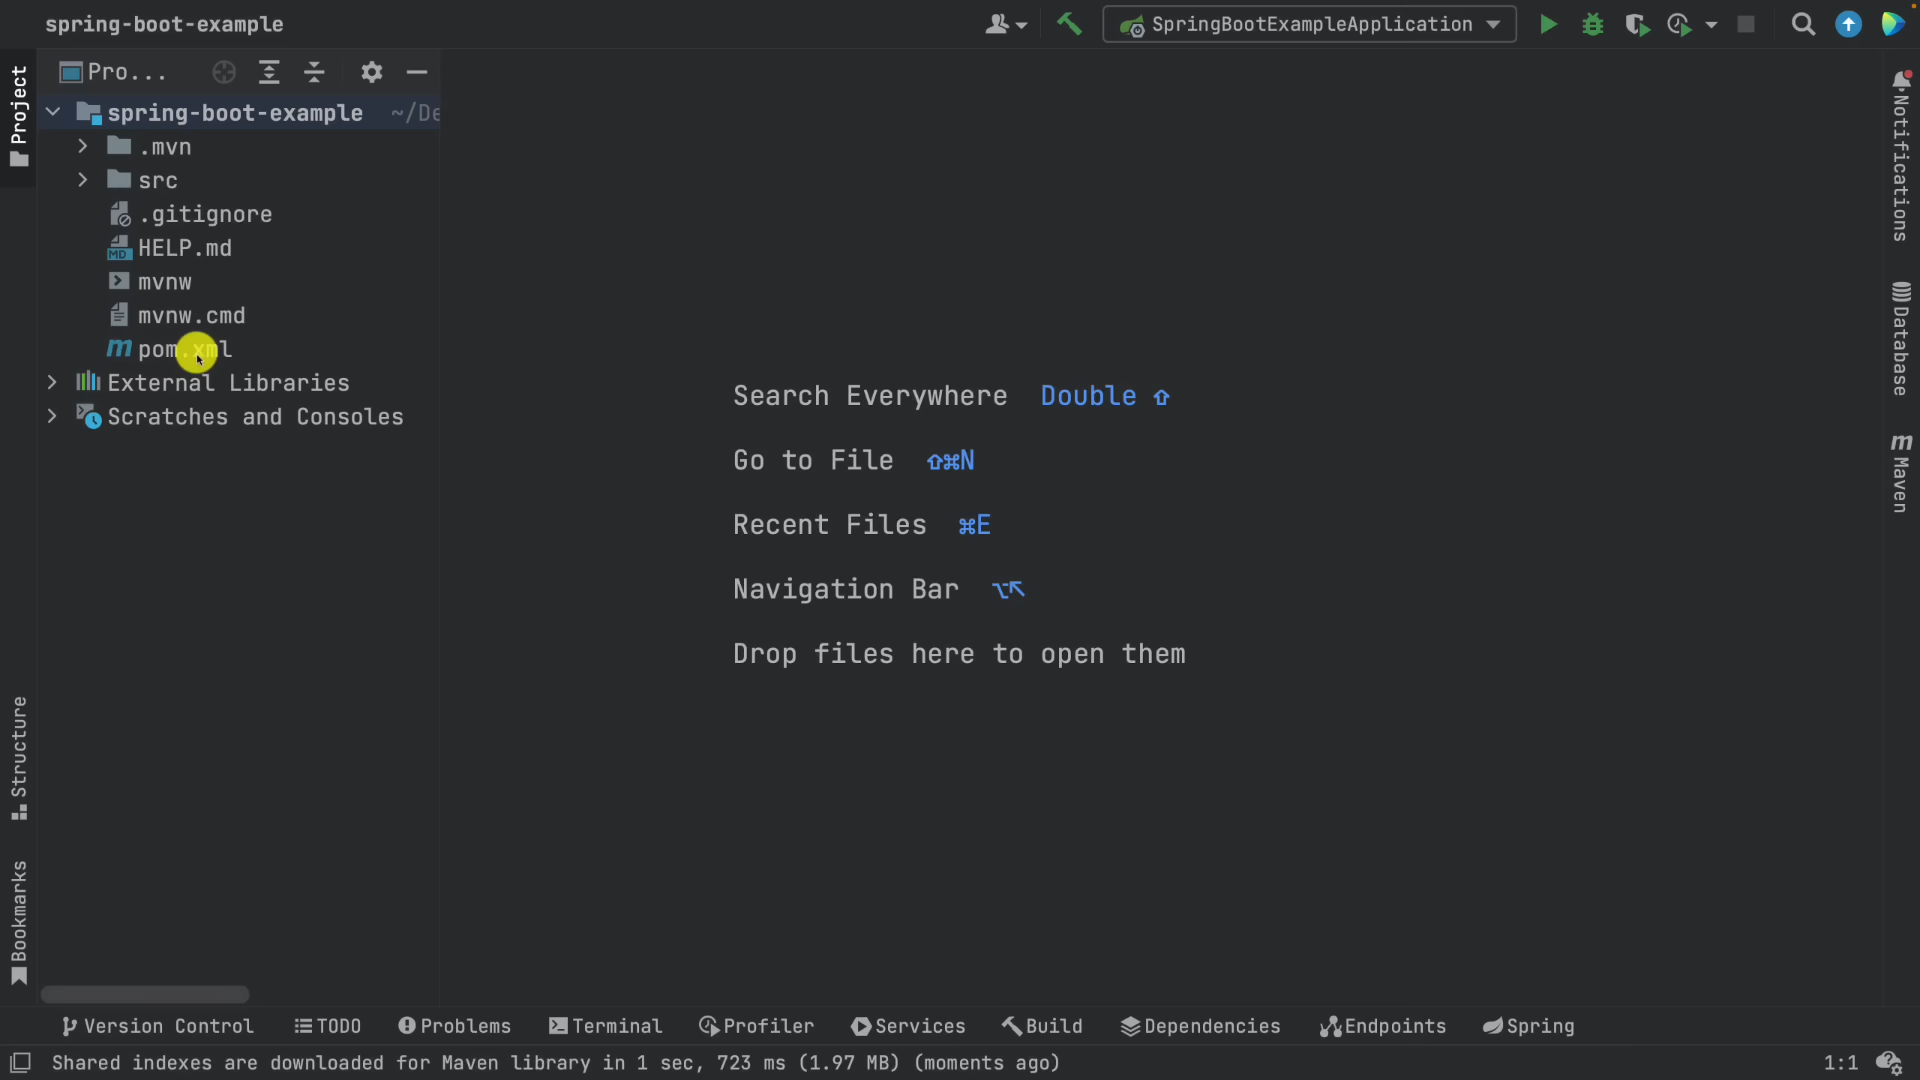 spring-boot-example
SpringBootExampleApplication
Project
Pro...
spring-boot-example ~/De
.mvn
src
.gitignore
HELP.md
mvnw
mvnw.cmd
pom.xml
External Libraries
Scratches and Consoles
Structure
Bookmarks
Search Everywhere Double ⇧
Go to File ⇧⌘N
Recent Files ⌘E
Navigation Bar ⌥↖
Drop files here to open them
Notifications
Database
m Maven
Version Control TODO Problems Terminal Profiler Services Build Dependencies Endpoints Spring
Shared indexes are downloaded for Maven library in 1 sec, 723 ms (1.97 MB) (moments ago) 1:1